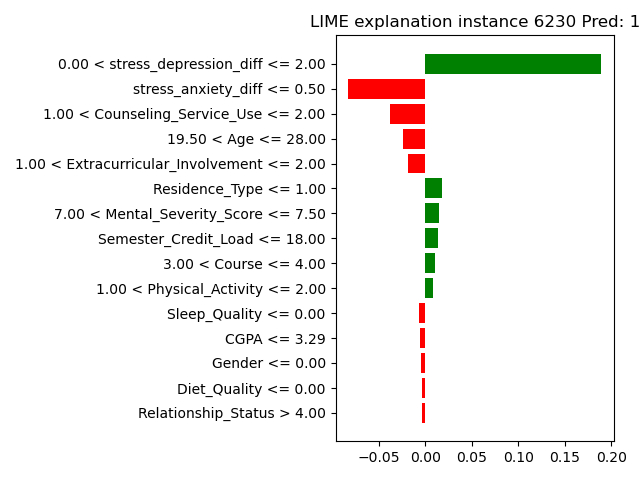 LIME explanation instance 6230 Pred: 1
0.00 < stress_depression_diff <= 2.00
stress_anxiety_diff <= 0.50
1.00 < Counseling_Service_Use <= 2.00
19.50 < Age <= 28.00
1.00 < Extracurricular_Involvement <= 2.00
Residence_Type <= 1.00
7.00 < Mental_Severity_Score <= 7.50
Semester_Credit_Load <= 18.00
3.00 < Course <= 4.00
1.00 < Physical_Activity <= 2.00
Sleep_Quality <= 0.00
CGPA <= 3.29
Gender <= 0.00
Diet_Quality <= 0.00
Relationship_Status > 4.00
−0.05 0.00 0.05 0.10 0.15 0.20